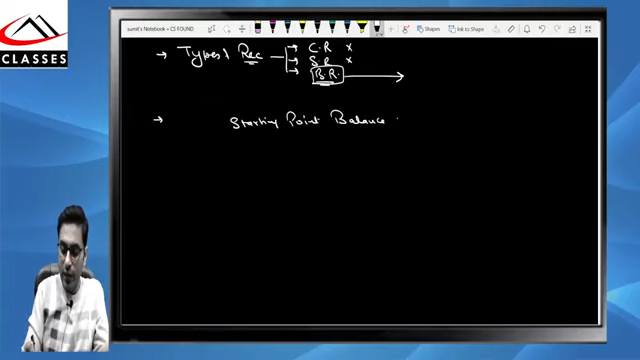 sumit's Notebook » CS FOUND
Shapes
Ink to Shape
CLASSES
→ Types of Rec → C.R x
→ S.R x
→ B.R. →
→ Starting Point Balance